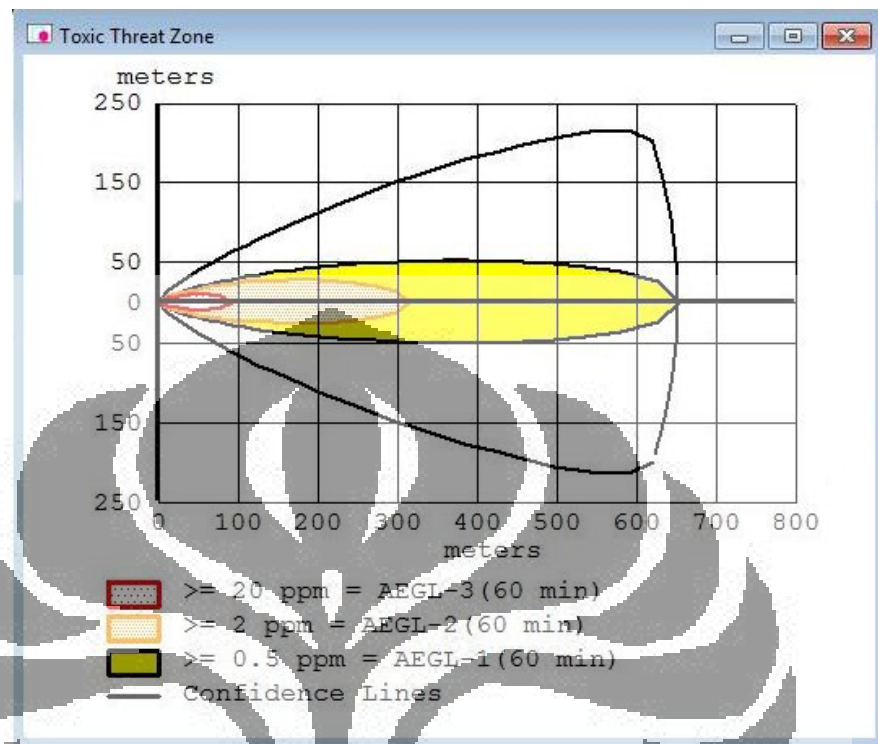 Toxic Threat Zone
meters
250
150
50
0
50
150
250
0 100 200 300 400 500 600 700 800
meters
>= 20 ppm = AEGL-3(60 min)
>= 2 ppm = AEGL-2(60 min)
>= 0.5 ppm = AEGL-1(60 min)
Confidence Lines